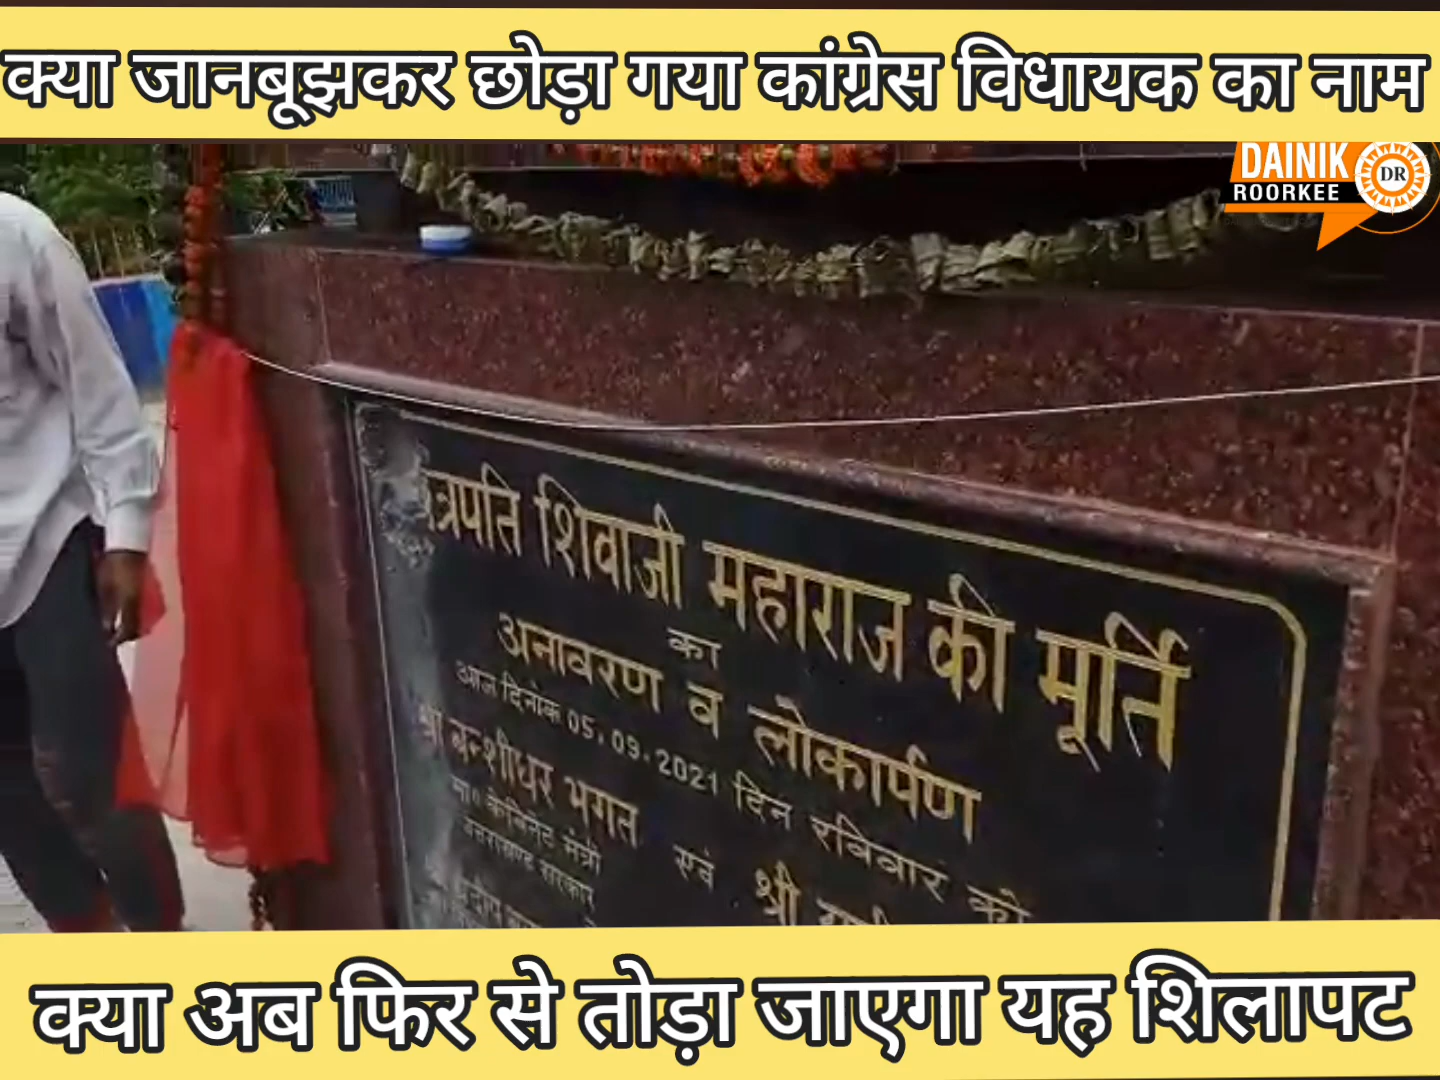 क्या जानबूझकर छोड़ा गया कांग्रेस विधायक का नाम
DAINIK
ROORKEE
DR
शिवाजी महाराज की मूर्ति
का
अनावरण व लोकार्पण
आज दिनांक 05.09.2021 दिन रविवार को
श्री बन्शीधर भगत एवं श्री
मा० केबिनेट मंत्री
उत्तराखण्ड सरकार
क्या अब फिर से तोड़ा जाएगा यह शिलापट